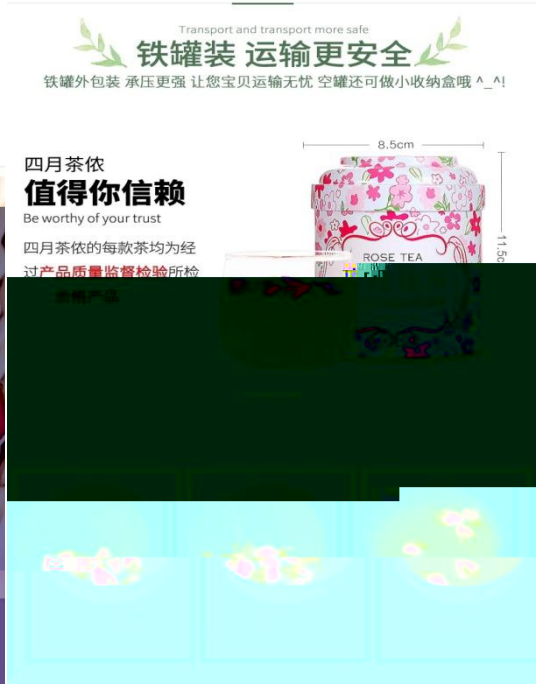 Transport and transport more safe
铁罐装 运输更安全
铁罐外包装 承压更强 让您宝贝运输无忧 空罐还可做小收纳盒哦 ^_^!
8.5cm
四月茶侬
值得你信赖
Be worthy of your trust
11.5c
四月茶侬的每款茶均为经
ROSE TEA
过产品质量监督检验所检